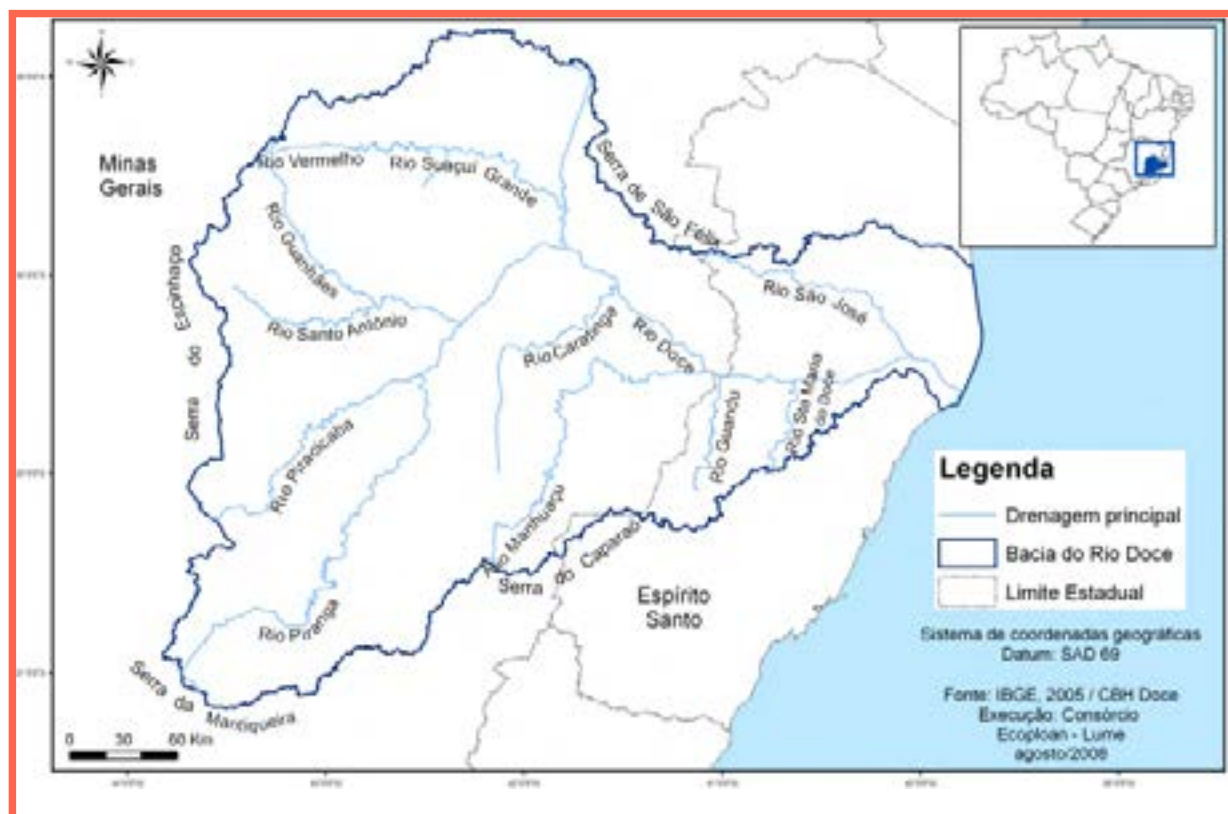 Minas
Gerais
Rio Vermelho
Rio Suaçuí Grande
Serra de São Félix
Rio Guanhães
Serra do Espinhaço
Rio Santo Antônio
Rio São José
Rio Caratinga
Rio Doce
Rio Sta Maria
do Doce
Rio Guandu
Rio Piracicaba
Rio Manhuaçu
Serra do Caparaó
Espírito
Santo
Rio Piranga
Serra da Mantiqueira
0 30 60 Km
Legenda
Drenagem principal
Bacia do Rio Doce
Limite Estadual
Sistema de coordenadas geográficas
Datum: SAD 69
Fonte: IBGE, 2005 / CBH Doce
Execução: Consórcio
Ecoploan - Lume
agosto/2008